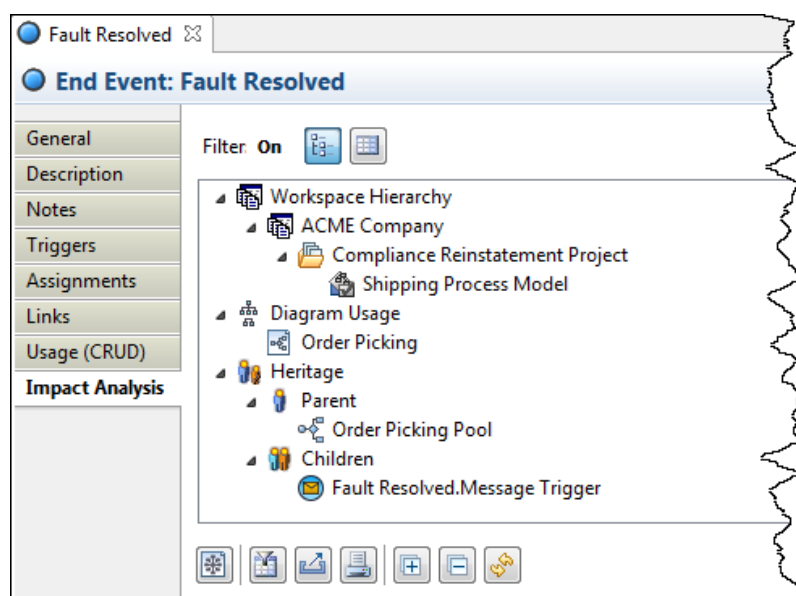 Fault Resolved
End Event: Fault Resolved
General
Description
Notes
Triggers
Assignments
Links
Usage (CRUD)
Impact Analysis
Filter: On
Workspace Hierarchy
ACME Company
Compliance Reinstatement Project
Shipping Process Model
Diagram Usage
Order Picking
Heritage
Parent
Order Picking Pool
Children
Fault Resolved.Message Trigger